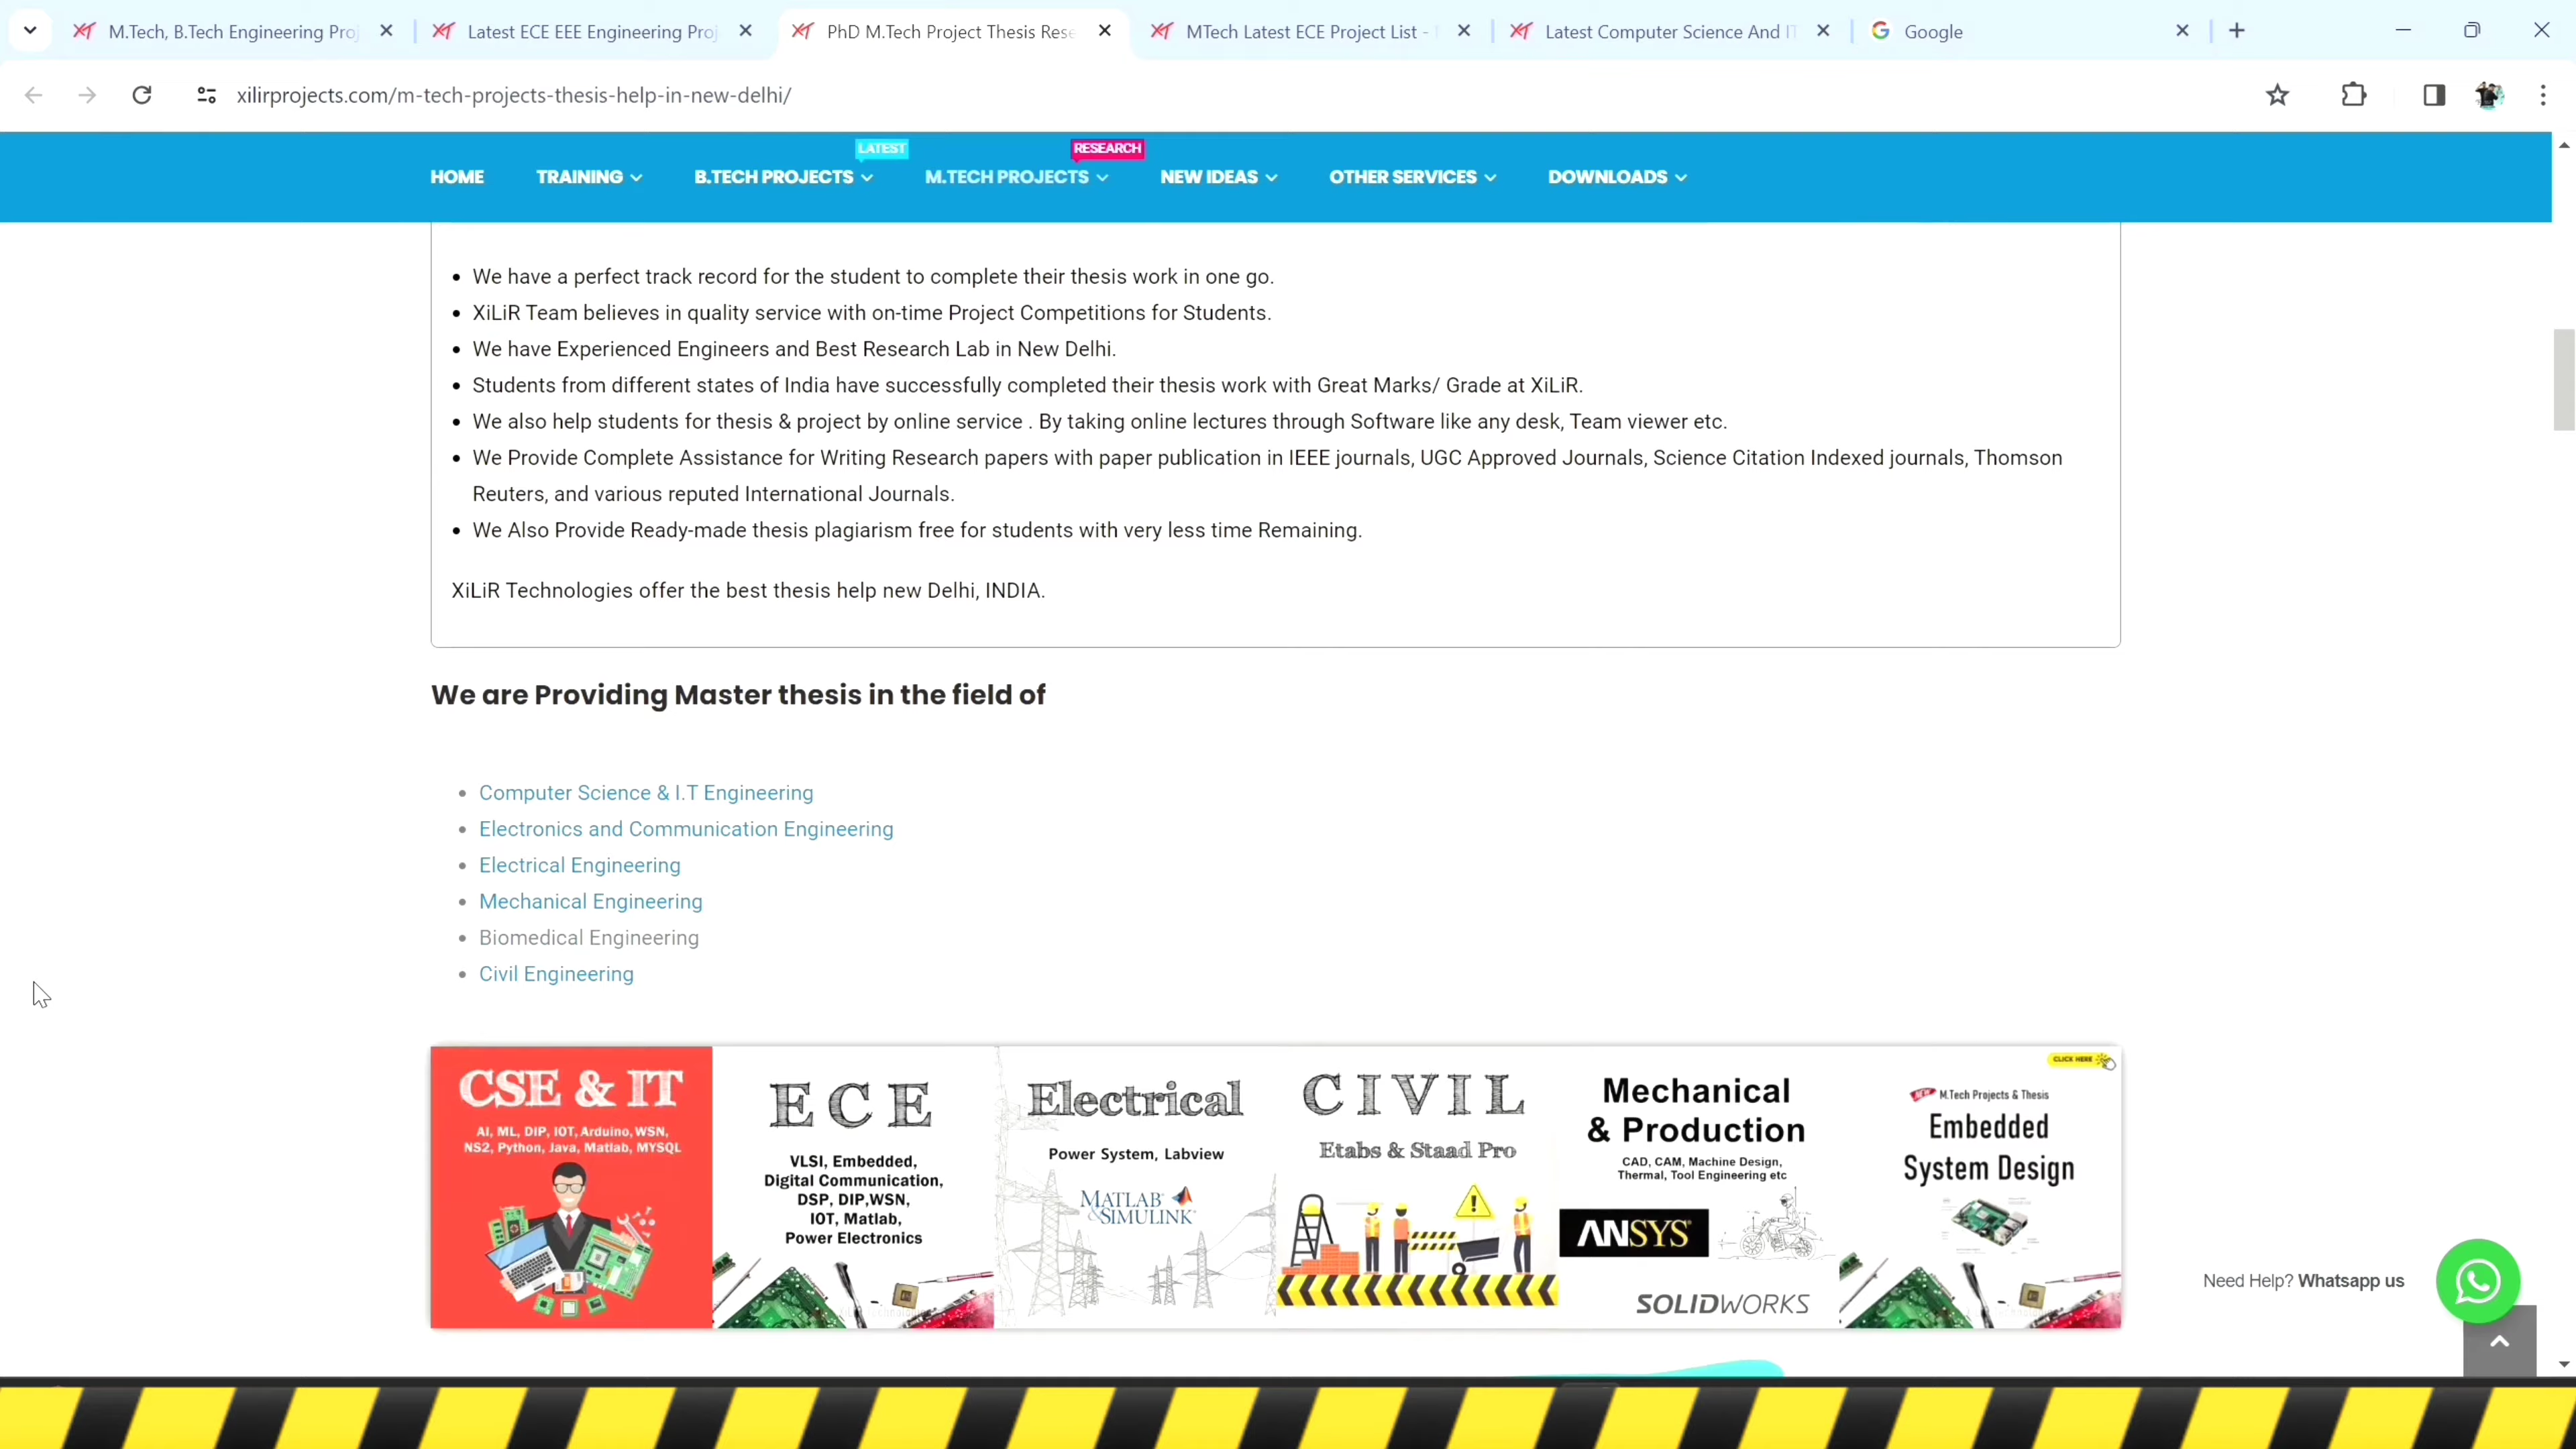 M.Tech, B.Tech Engineering Proj
Latest ECE EEE Engineering Proj
PhD M.Tech Project Thesis Rese
MTech Latest ECE Project List -
Latest Computer Science And IT
Google
xilirprojects.com/m-tech-projects-thesis-help-in-new-delhi/
LATEST
RESEARCH
HOME
TRAINING
B.TECH PROJECTS
M.TECH PROJECTS
NEW IDEAS
OTHER SERVICES
DOWNLOADS
We have a perfect track record for the student to complete their thesis work in one go.
XiLiR Team believes in quality service with on-time Project Competitions for Students.
We have Experienced Engineers and Best Research Lab in New Delhi.
Students from different states of India have successfully completed their thesis work with Great Marks/ Grade at XiLiR.
We also help students for thesis & project by online service . By taking online lectures through Software like any desk, Team viewer etc.
We Provide Complete Assistance for Writing Research papers with paper publication in IEEE journals, UGC Approved Journals, Science Citation Indexed journals, Thomson
Reuters, and various reputed International Journals.
We Also Provide Ready-made thesis plagiarism free for students with very less time Remaining.
XiLiR Technologies offer the best thesis help new Delhi, INDIA.
We are Providing Master thesis in the field of
Computer Science & I.T Engineering
Electronics and Communication Engineering
Electrical Engineering
Mechanical Engineering
Biomedical Engineering
Civil Engineering
CSE & IT
AI, ML, DIP, IOT, Arduino, WSN,
NS2, Python, Java, Matlab, MYSQL
ECE
VLSI, Embedded,
Digital Communication,
DSP, DIP,WSN,
IOT, Matlab,
Power Electronics
Electrical
Power System, Labview
MATLAB
&SIMULINK
CIVIL
Etabs & Staad Pro
Mechanical
& Production
CAD, CAM, Machine Design,
Thermal, Tool Engineering etc
ANSYS
SOLIDWORKS
CLICK HERE
NEW M.Tech Projects & Thesis
Embedded
System Design
Need Help? Whatsapp us